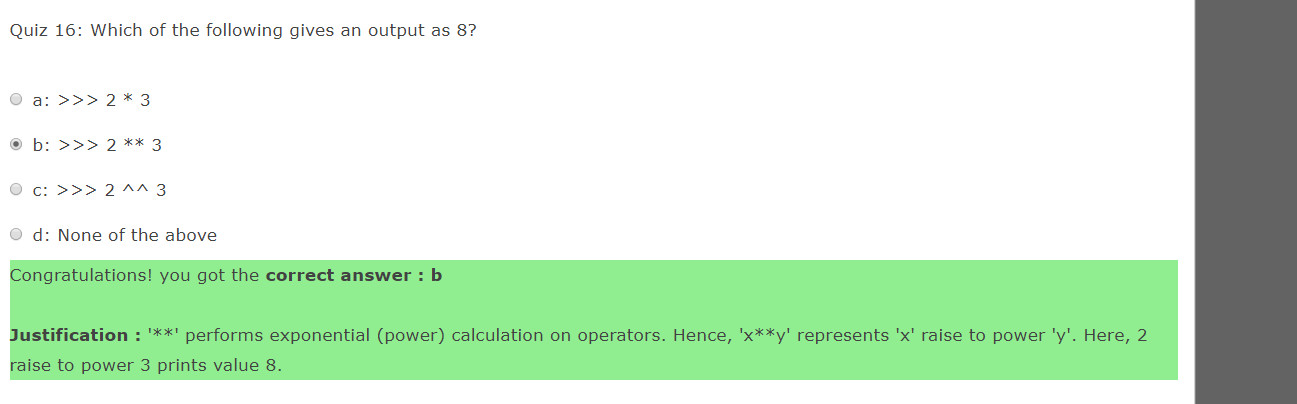 Quiz 16: Which of the following gives an output as 8?
a: >>> 2 * 3
b: >>> 2 ** 3
c: >>> 2 ^^ 3
d: None of the above
Congratulations! you got the correct answer : b
Justification : '**' performs exponential (power) calculation on operators. Hence, 'x**y' represents 'x' raise to power 'y'. Here, 2
raise to power 3 prints value 8.